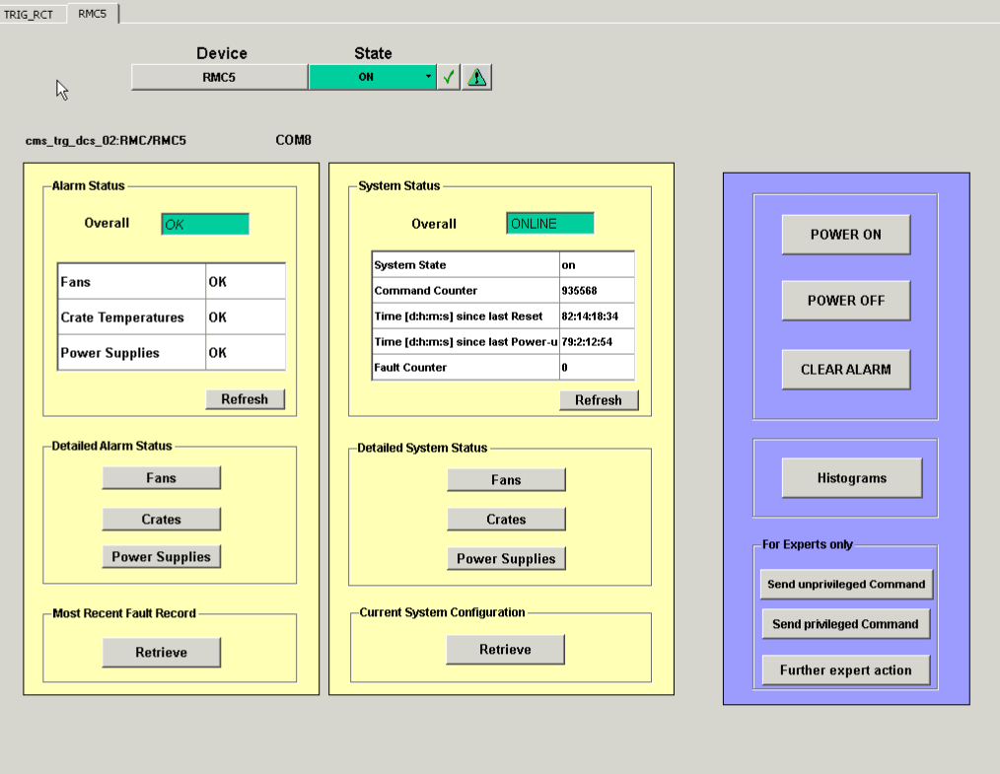 TRIG_RCT RMC5
Device State
RMC5 ON
cms_trg_dcs_02:RMC/RMC5 COM8
Alarm Status
Overall OK
Fans OK
Crate Temperatures OK
Power Supplies OK
Refresh
Detailed Alarm Status
Fans
Crates
Power Supplies
Most Recent Fault Record
Retrieve
System Status
Overall ONLINE
System State on
Command Counter 935568
Time [d:h:m:s] since last Reset 82:14:18:34
Time [d:h:m:s] since last Power-u 79:2:12:54
Fault Counter 0
Refresh
Detailed System Status
Fans
Crates
Power Supplies
Current System Configuration
Retrieve
POWER ON
POWER OFF
CLEAR ALARM
Histograms
For Experts only
Send unprivileged Command
Send privileged Command
Further expert action